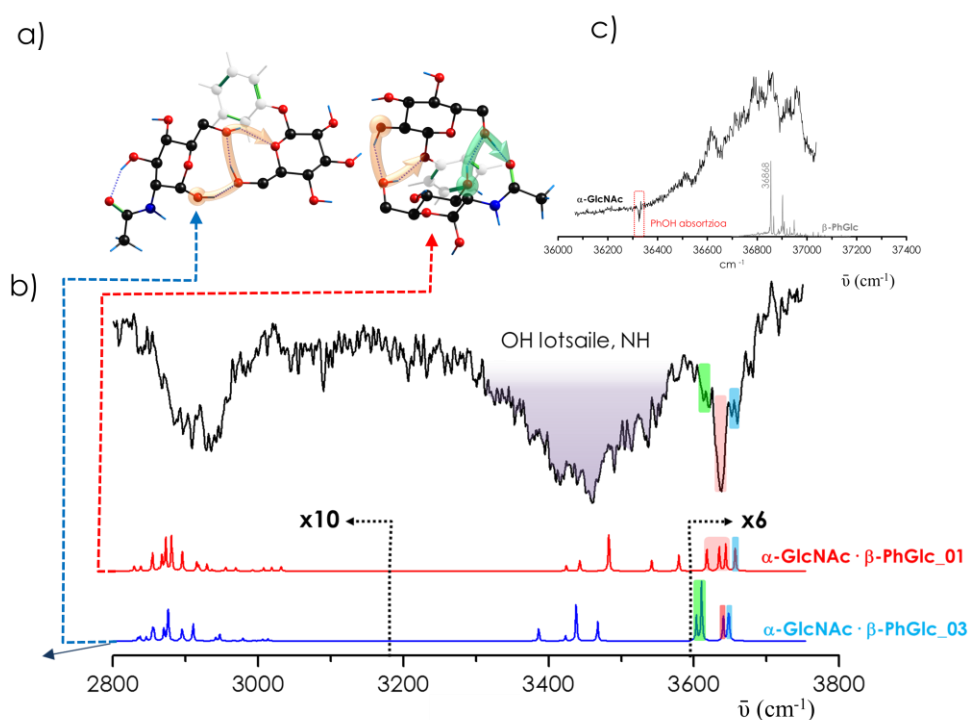 a)
c)
36868
α-GlcNAc
PhOH absortzioa
β-PhGlc
36000 36200 36400 36600 36800 37000 37200 37400
cm⁻¹
ῡ (cm⁻¹)
b)
OH lotsaile, NH
x10
x6
α-GlcNAc · β-PhGlc_01
α-GlcNAc · β-PhGlc_03
2800 3000 3200 3400 3600 3800
ῡ (cm⁻¹)